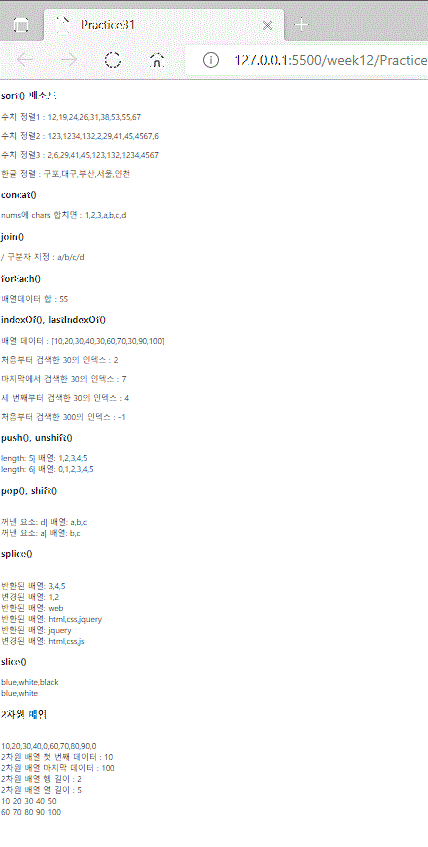 Practice31
127.0.0.1:5500/week12/Practice
sort() 메소드
수치 정렬1 : 12,19,24,26,31,38,53,55,67
수치 정렬2 : 123,1234,132,2,29,41,45,4567,6
수치 정렬3 : 2,6,29,41,45,123,132,1234,4567
한글 정렬 : 구포,대구,부산,서울,인천
concat()
nums에 chars 합치면 : 1,2,3,a,b,c,d
join()
/ 구분자 지정 : a/b/c/d
forEach()
배열데이터 합 : 55
indexOf(), lastIndexOf()
배열 데이터 : [10,20,30,40,30,60,70,30,90,100]
처음부터 검색한 30의 인덱스 : 2
마지막에서 검색한 30의 인덱스 : 7
세 번째부터 검색한 30의 인덱스 : 4
처음부터 검색한 300의 인덱스 : -1
push(), unshift()
length: 5| 배열: 1,2,3,4,5
length: 6| 배열: 0,1,2,3,4,5
pop(), shift()
꺼낸 요소: d| 배열: a,b,c
꺼낸 요소: a| 배열: b,c
splice()
반환된 배열: 3,4,5
변경된 배열: 1,2
반환된 배열: web
반환된 배열: html,css,jquery
반환된 배열: jquery
변경된 배열: html,css,js
slice()
blue,white,black
blue,white
2차원 배열
10,20,30,40,0,60,70,80,90,0
2차원 배열 첫 번째 데이터 : 10
2차원 배열 마지막 데이터 : 100
2차원 배열 행 길이 : 2
2차원 배열 열 길이 : 5
10 20 30 40 50
60 70 80 90 100